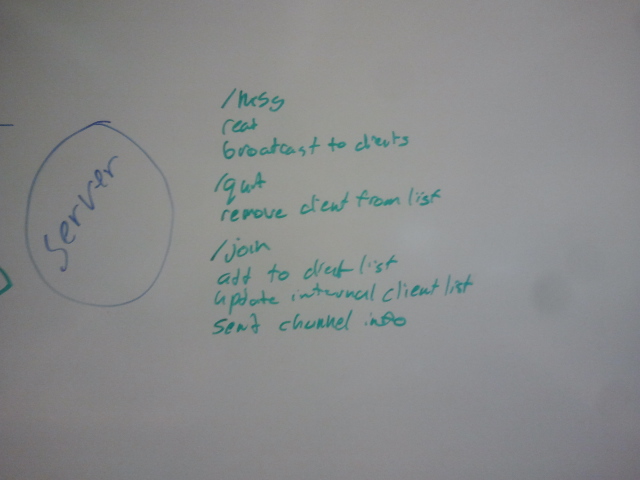 Server
/msg
read
broadcast to clients
/quit
remove client from list
/join
add to client list
update internal client list
send channel info